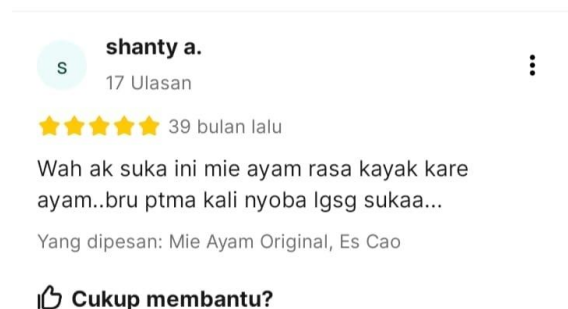 shanty a.
S
17 Ulasan
39 bulan lalu
Wah ak suka ini mie ayam rasa kayak kare
ayam..bru ptma kali nyoba lgsg sukaa...
Yang dipesan: Mie Ayam Original, Es Cao
Cukup membantu?